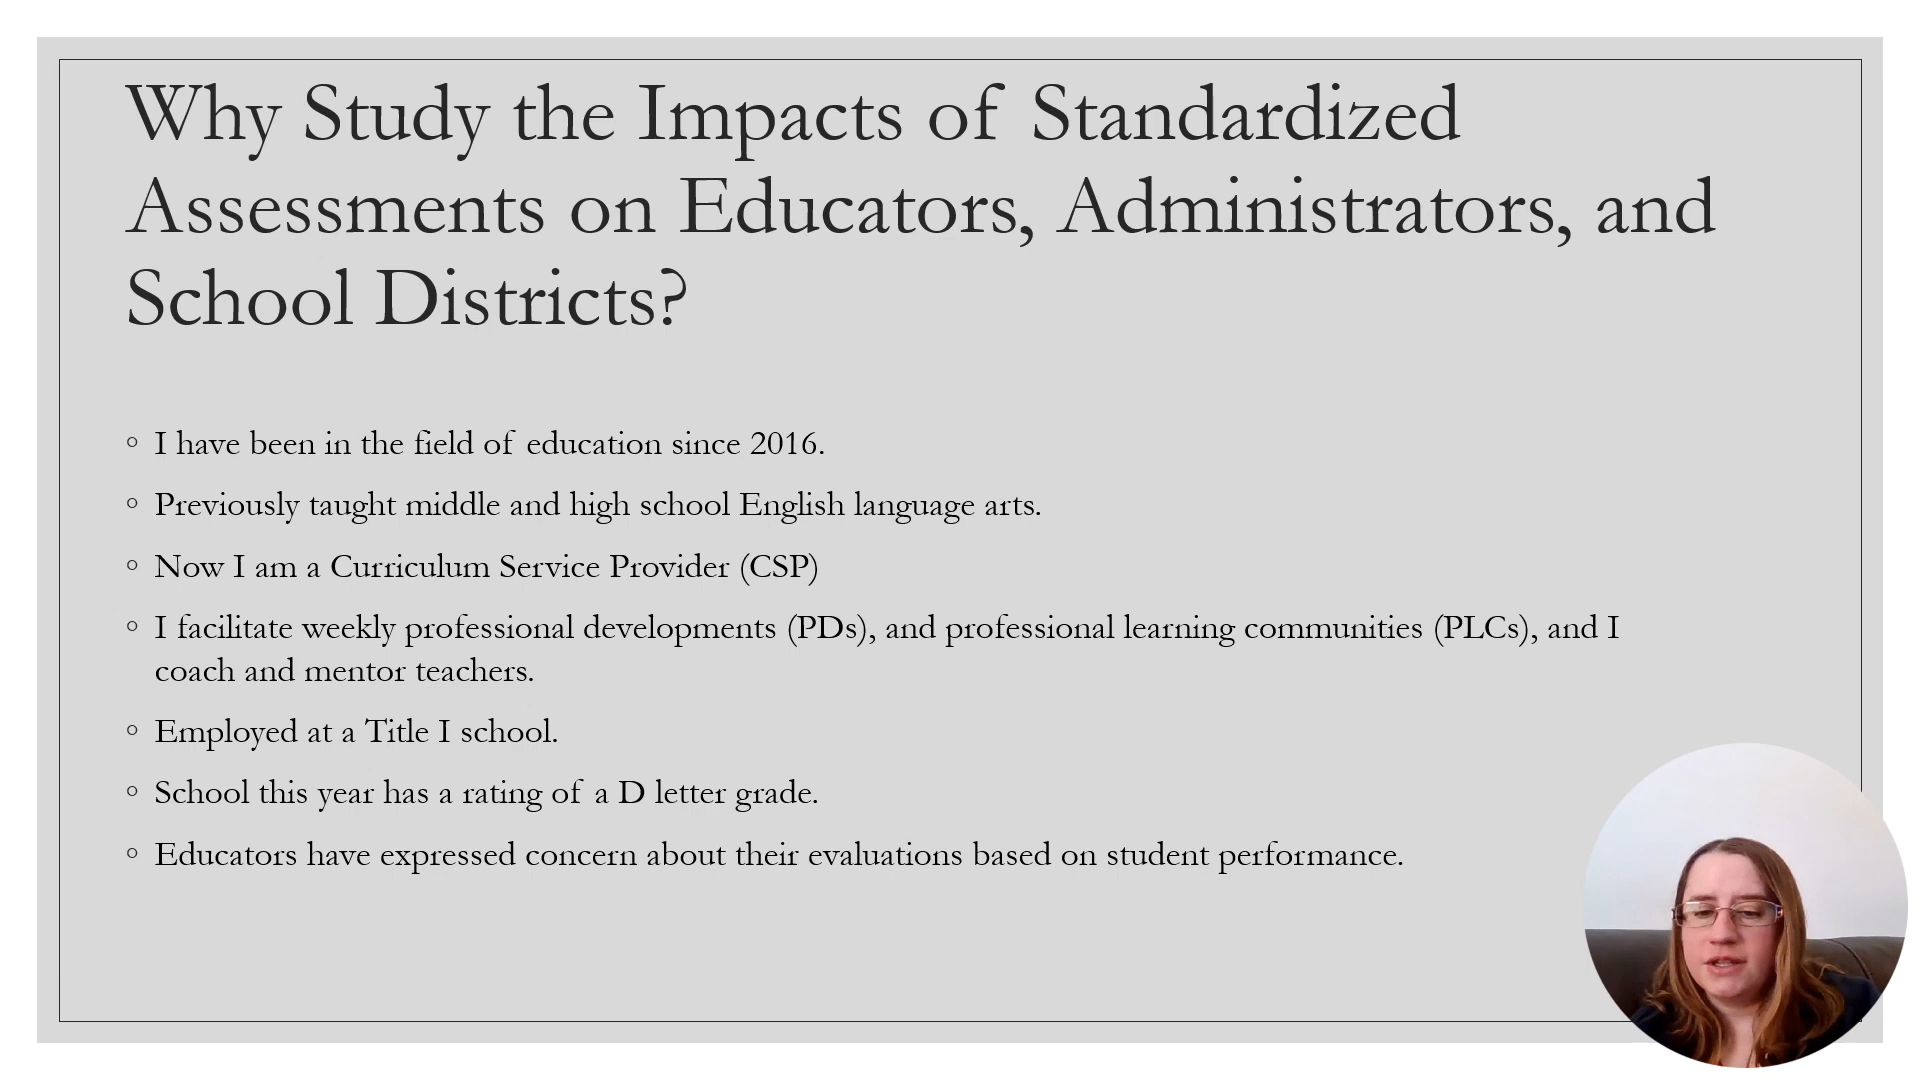 Why Study the Impacts of Standardized
Assessments on Educators, Administrators, and
School Districts?
◦ I have been in the field of education since 2016.
◦ Previously taught middle and high school English language arts.
◦ Now I am a Curriculum Service Provider (CSP)
◦ I facilitate weekly professional developments (PDs), and professional learning communities (PLCs), and I
coach and mentor teachers.
◦ Employed at a Title I school.
◦ School this year has a rating of a D letter grade.
◦ Educators have expressed concern about their evaluations based on student performance.